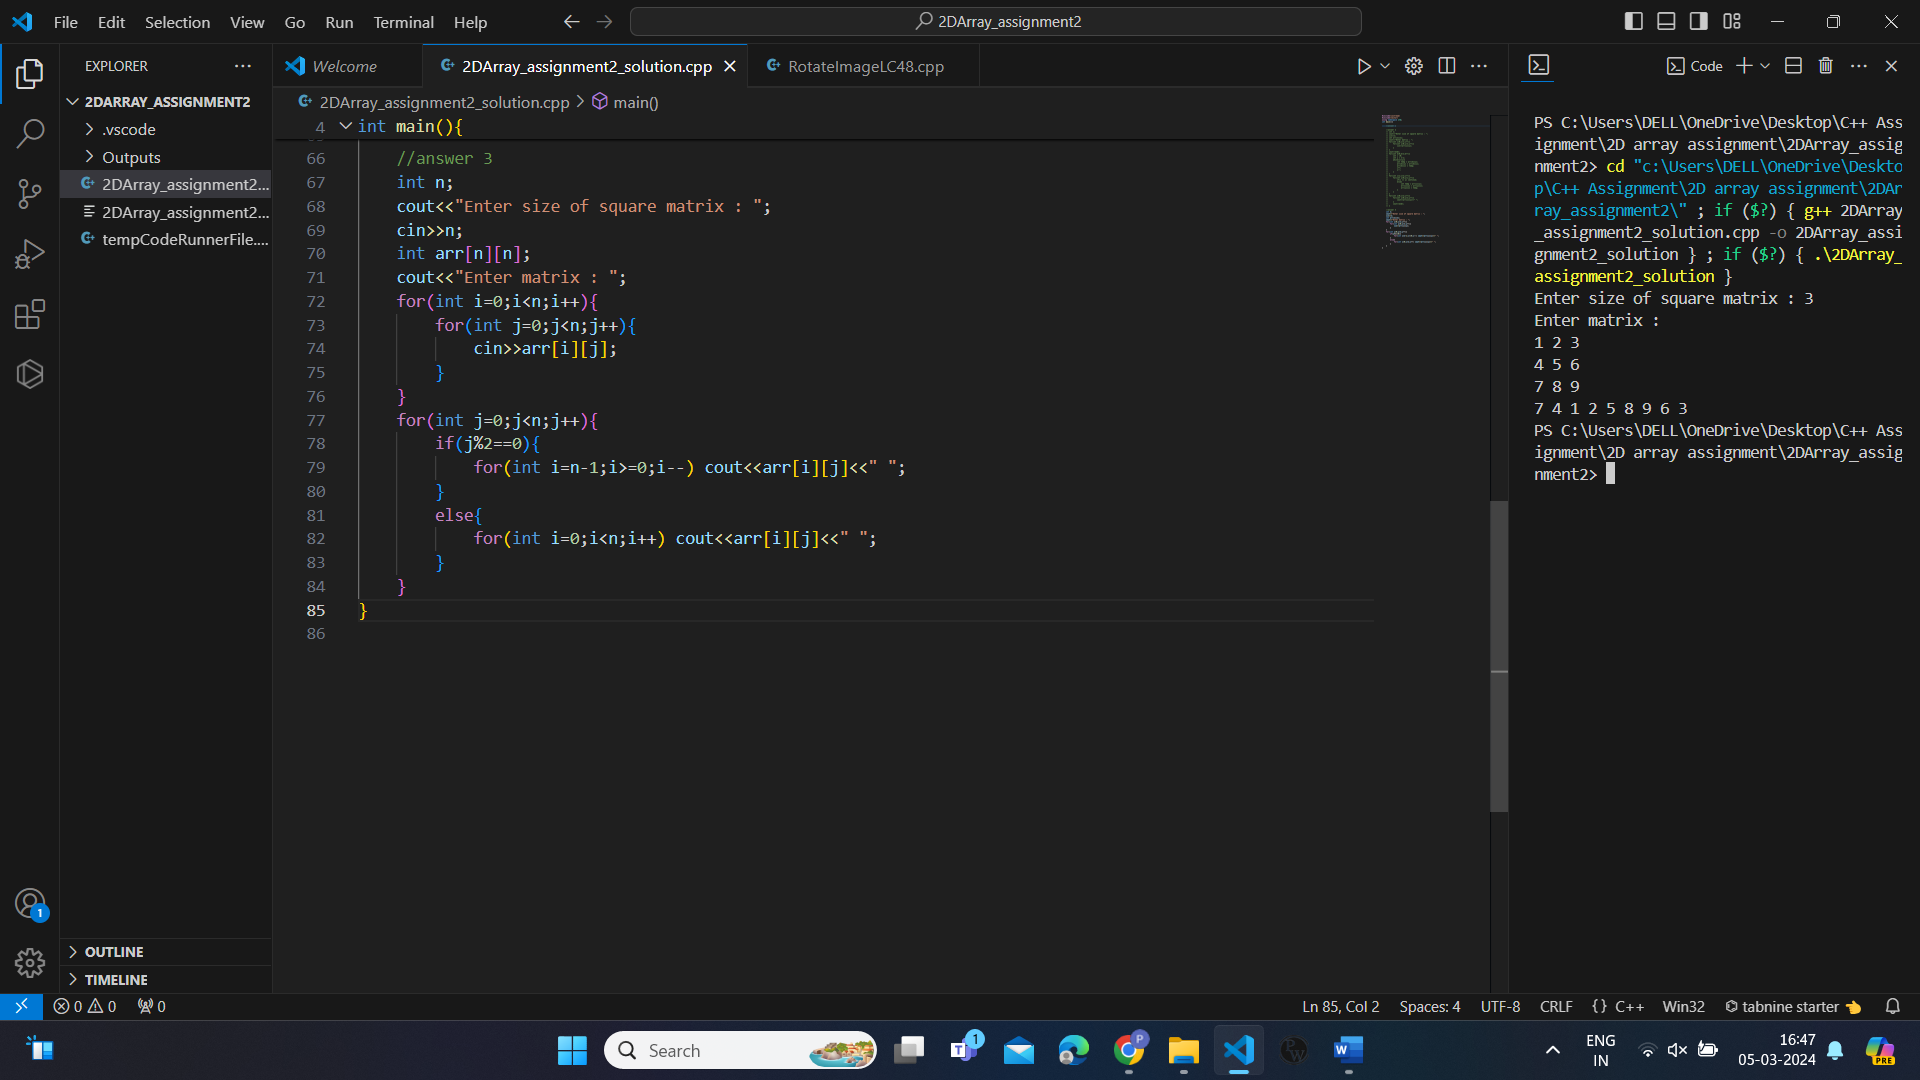 File Edit Selection View Go Run Terminal Help
2DArray_assignment2
EXPLORER
2DARRAY_ASSIGNMENT2
.vscode
Outputs
2DArray_assignment2...
2DArray_assignment2...
tempCodeRunnerFile....
OUTLINE
TIMELINE
Welcome
2DArray_assignment2_solution.cpp
RotateImageLC48.cpp
2DArray_assignment2_solution.cpp > main()
4 int main(){
66 //answer 3
67 int n;
68 cout<<"Enter size of square matrix : ";
69 cin>>n;
70 int arr[n][n];
71 cout<<"Enter matrix : ";
72 for(int i=0;i<n;i++){
73 for(int j=0;j<n;j++){
74 cin>>arr[i][j];
75 }
76 }
77 for(int j=0;j<n;j++){
78 if(j%2==0){
79 for(int i=n-1;i>=0;i--) cout<<arr[i][j]<<" ";
80 }
81 else{
82 for(int i=0;i<n;i++) cout<<arr[i][j]<<" ";
83 }
84 }
85 }
86
Code
PS C:\Users\DELL\OneDrive\Desktop\C++ Ass
ignment\2D array assignment\2DArray_assig
nment2> cd "c:\Users\DELL\OneDrive\Deskto
p\C++ Assignment\2D array assignment\2DAr
ray_assignment2\" ; if ($?) { g++ 2DArray
_assignment2_solution.cpp -o 2DArray_assi
gnment2_solution } ; if ($?) { .\2DArray_
assignment2_solution }
Enter size of square matrix : 3
Enter matrix :
1 2 3
4 5 6
7 8 9
7 4 1 2 5 8 9 6 3
PS C:\Users\DELL\OneDrive\Desktop\C++ Ass
ignment\2D array assignment\2DArray_assig
nment2>
1
0 0 0
Ln 85, Col 2 Spaces: 4 UTF-8 CRLF {} C++ Win32 tabnine starter
Search
1
P
W
ENG
IN
16:47
05-03-2024
PRE